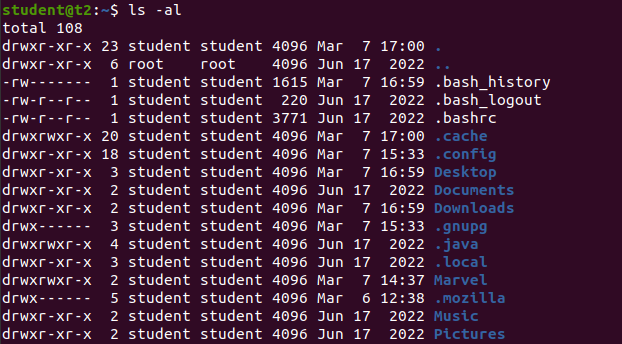 student@t2:~$ ls -al
total 108
drwxr-xr-x 23 student student 4096 Mar  7 17:00 .
drwxr-xr-x  6 root    root    4096 Jun 17  2022 ..
-rw-------  1 student student 1615 Mar  7 16:59 .bash_history
-rw-r--r--  1 student student  220 Jun 17  2022 .bash_logout
-rw-r--r--  1 student student 3771 Jun 17  2022 .bashrc
drwxrwxr-x 20 student student 4096 Mar  7 17:00 .cache
drwxr-xr-x 18 student student 4096 Mar  7 15:33 .config
drwxr-xr-x  3 student student 4096 Mar  7 16:59 Desktop
drwxr-xr-x  2 student student 4096 Jun 17  2022 Documents
drwxr-xr-x  2 student student 4096 Mar  7 16:59 Downloads
drwx------  3 student student 4096 Mar  7 15:33 .gnupg
drwxrwxr-x  4 student student 4096 Jun 17  2022 .java
drwxr-xr-x  3 student student 4096 Jun 17  2022 .local
drwxrwxr-x  2 student student 4096 Mar  7 14:37 Marvel
drwx------  5 student student 4096 Mar  6 12:38 .mozilla
drwxr-xr-x  2 student student 4096 Jun 17  2022 Music
drwxr-xr-x  2 student student 4096 Jun 17  2022 Pictures